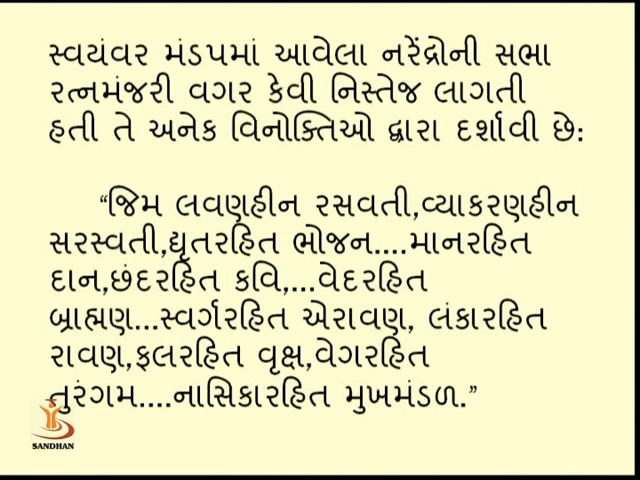 સ્વયંવર મંડપમાં આવેલા નરેંદ્રોની સભા
રત્નમંજરી વગર કેવી નિસ્તેજ લાગતી
હતી તે અનેક વિનોક્તિઓ દ્વારા દર્શાવી છે:
“જિમ લવણહીન રસવતી,વ્યાકરણહીન
સરસ્વતી,ઘૃતરહિત ભોજન....માનરહિત
દાન,છંદરહિત કવિ,...વેદરહિત
બ્રાહ્મણ...સ્વર્ગરહિત એરાવણ, લંકારહિત
રાવણ,ફલરહિત વૃક્ષ,વેગરહિત
તુરંગમ....નાસિકારહિત મુખમંડળ.”
SANDHAN